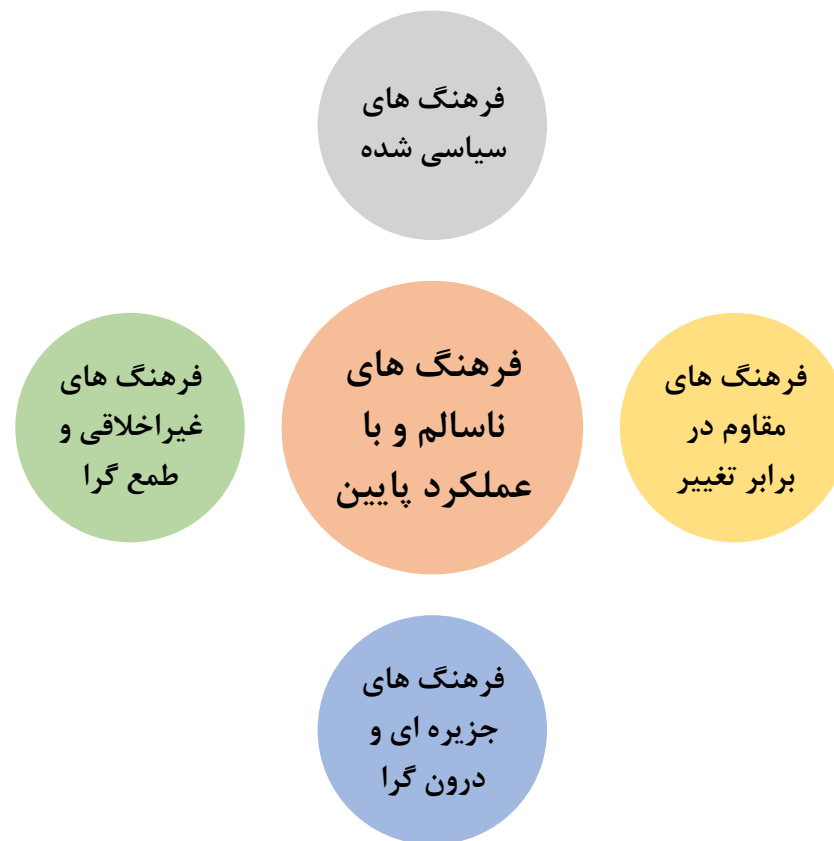 فرهنگ های
سیاسی شده
فرهنگ های
مقاوم در
برابر تغییر
فرهنگ های
ناسالم و با
عملکرد پایین
فرهنگ های
غیراخلاقی و
طمع گرا
فرهنگ های
جزیره ای و
درون گرا